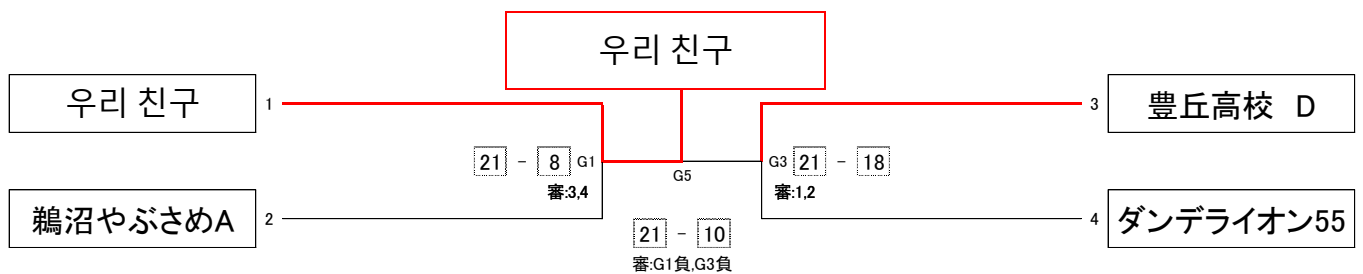 우리 친구
우리 친구 1
3 豊丘高校 D
21 - 8 G1
G3 21 - 18
G5
審:3,4
審:1,2
鵜沼やぶさめA 2
4 ダンデライオン55
21 - 10
審:G1負,G3負